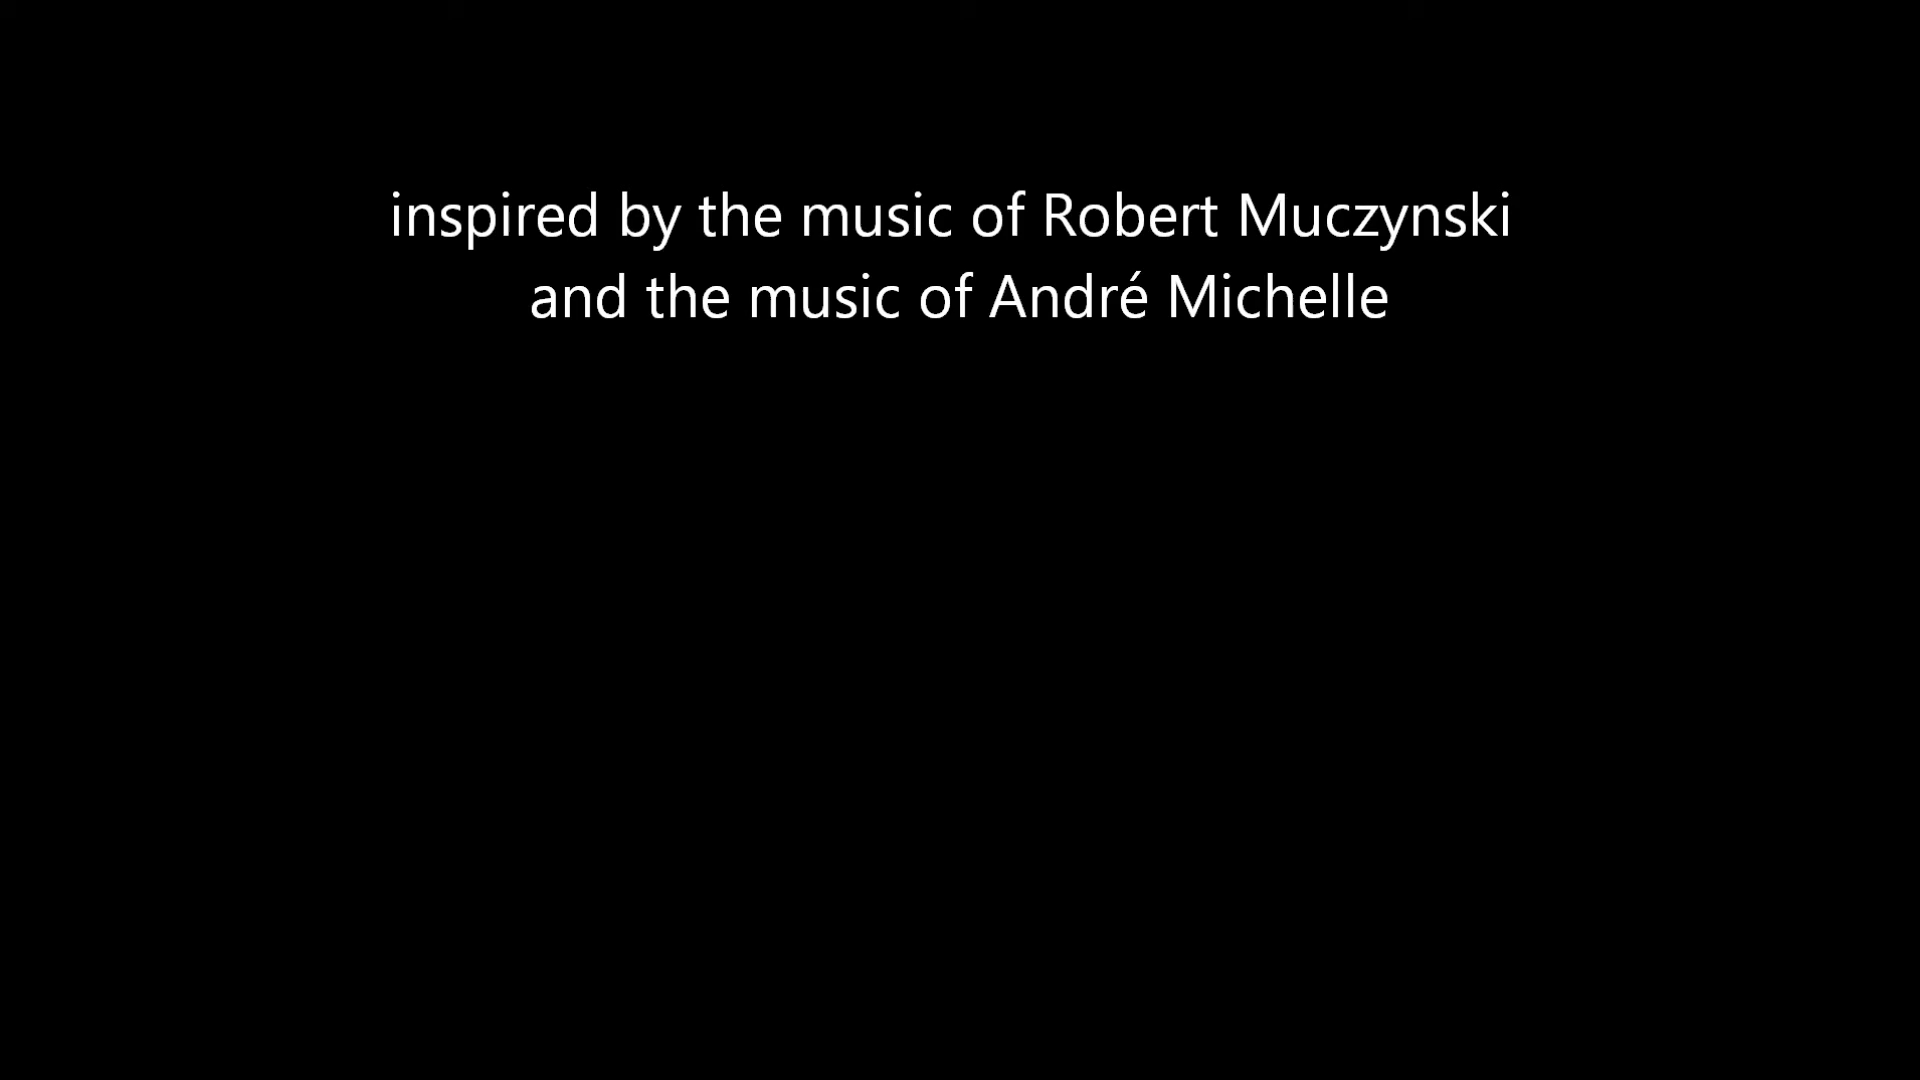 inspired by the music of Robert Muczynski
and the music of André Michelle